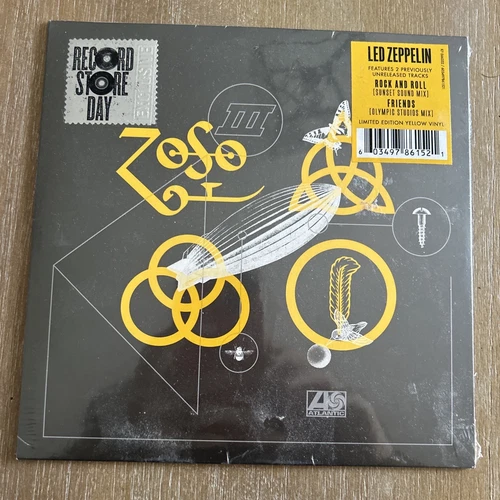 RECORD
STORE
DAY
LED ZEPPELIN
FEATURES 2 PREVIOUSLY
UNRELEASED TRACKS
ROCK AND ROLL
[SUNSET SOUND MIX]
FRIENDS
[OLYMPIC STUDIOS MIX]
LIMITED EDITION YELLOW VINYL
6 03497 86152 1
III
ZoSo
ATLANTIC